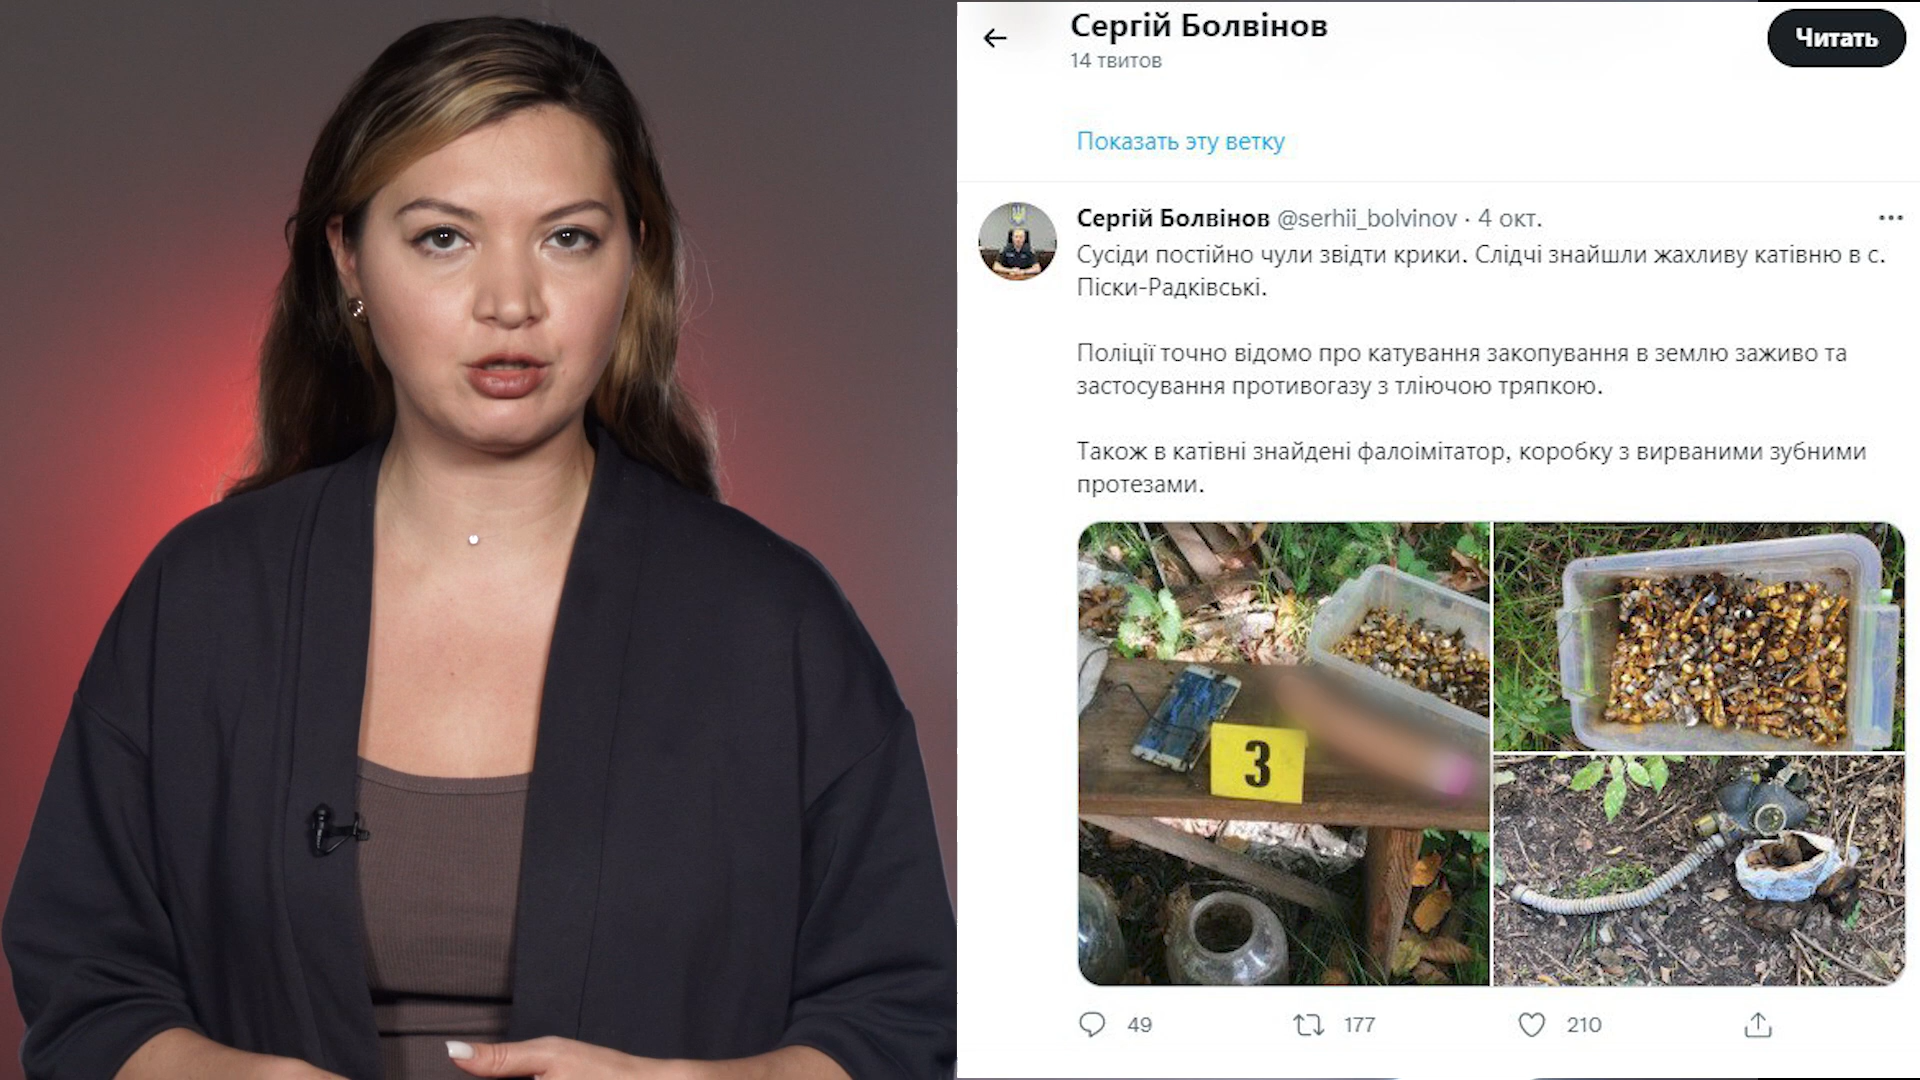 Сергій Болвінов
14 твитов
Читать
Показать эту ветку
Сергій Болвінов @serhii_bolvinov · 4 окт.
Сусіди постійно чули звідти крики. Слідчі знайшли жахливу катівню в с.
Піски-Радківські.
Поліції точно відомо про катування закопування в землю заживо та
застосування противогазу з тліючою тряпкою.
Також в катівні знайдені фалоімітатор, коробку з вирваними зубними
протезами.
3
49
177
210